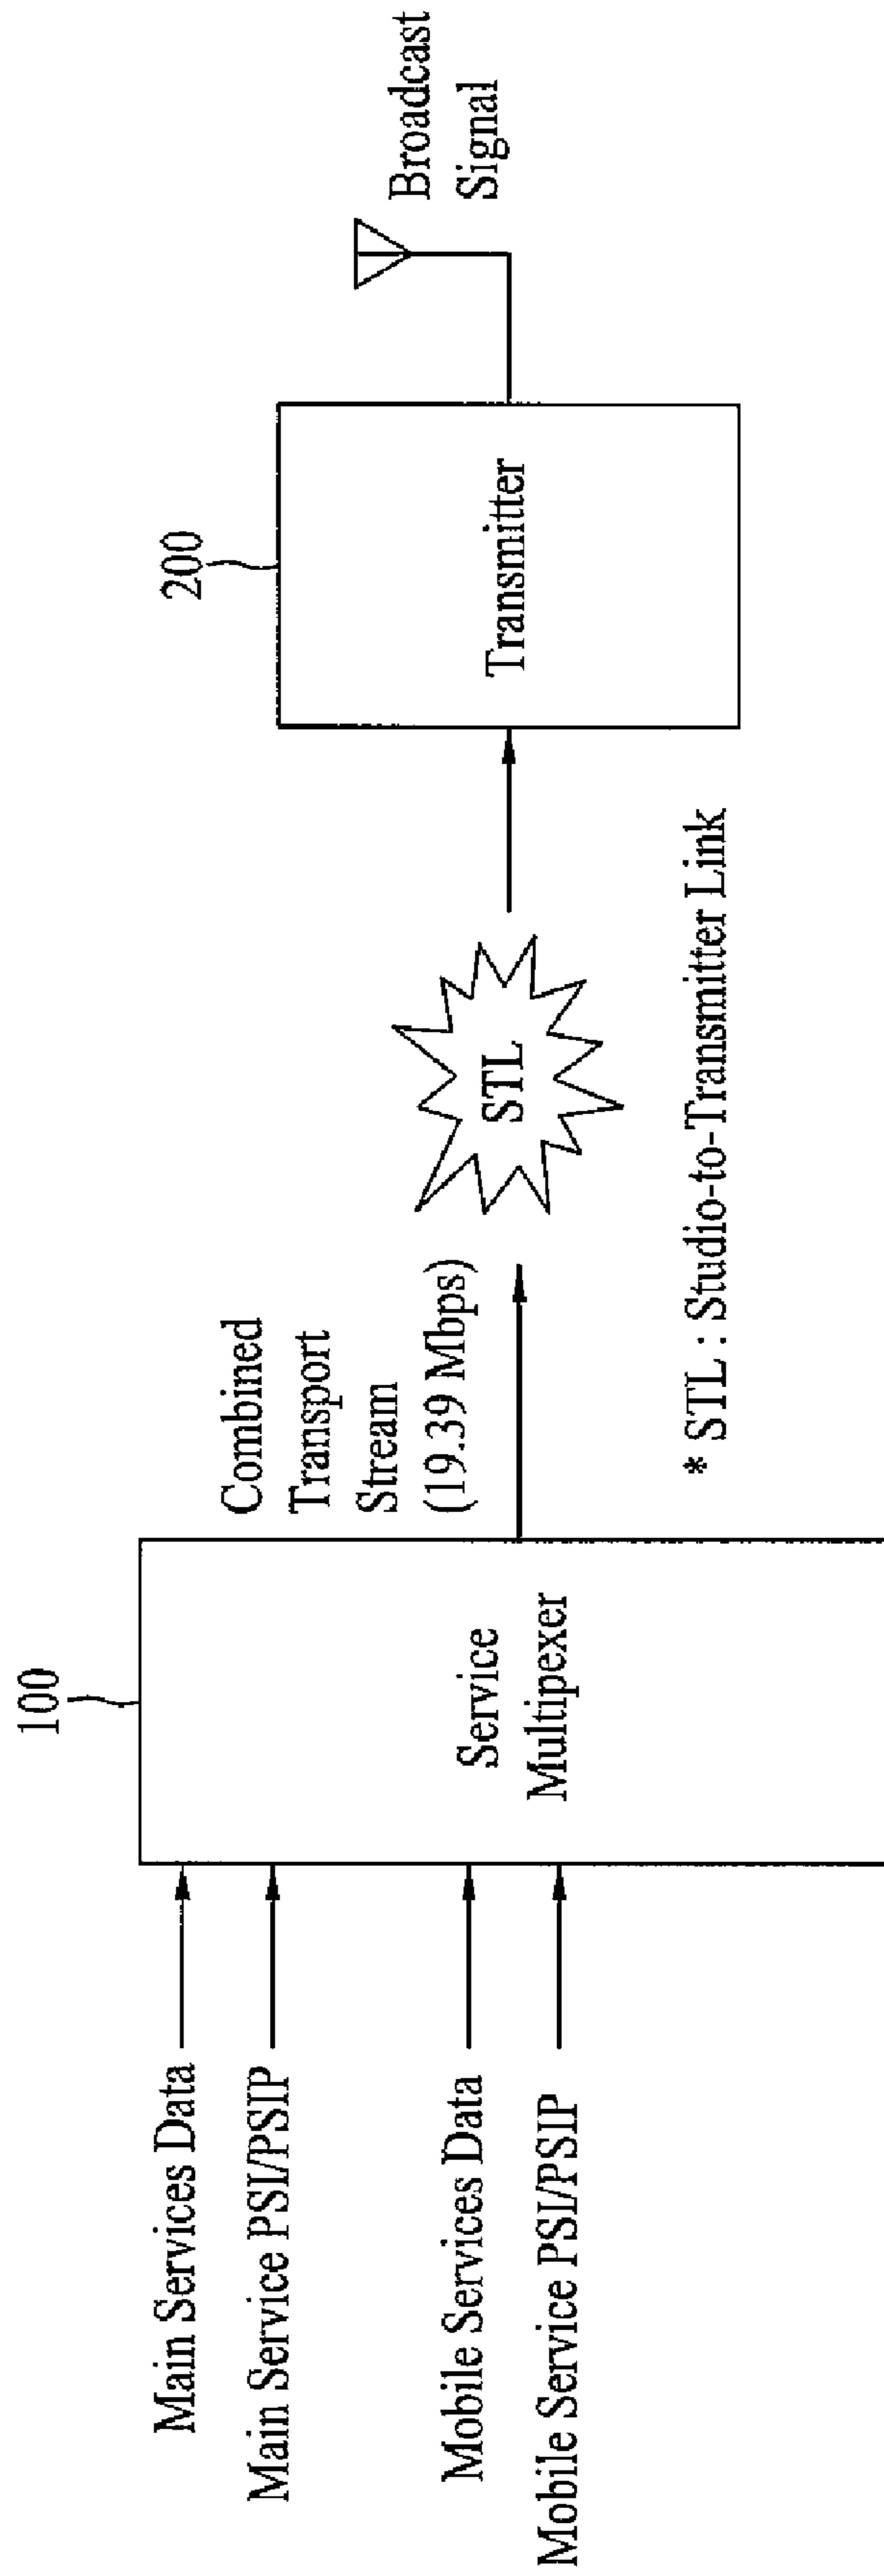 100
Main Services Data
Main Service PSI/PSIP
Mobile Services Data
Mobile Service PSI/PSIP
Service
Multipexer
Combined
Transport
Stream
(19.39 Mbps)
STL
200
Transmitter
Broadcast
Signal
* STL : Studio-to-Transmitter Link